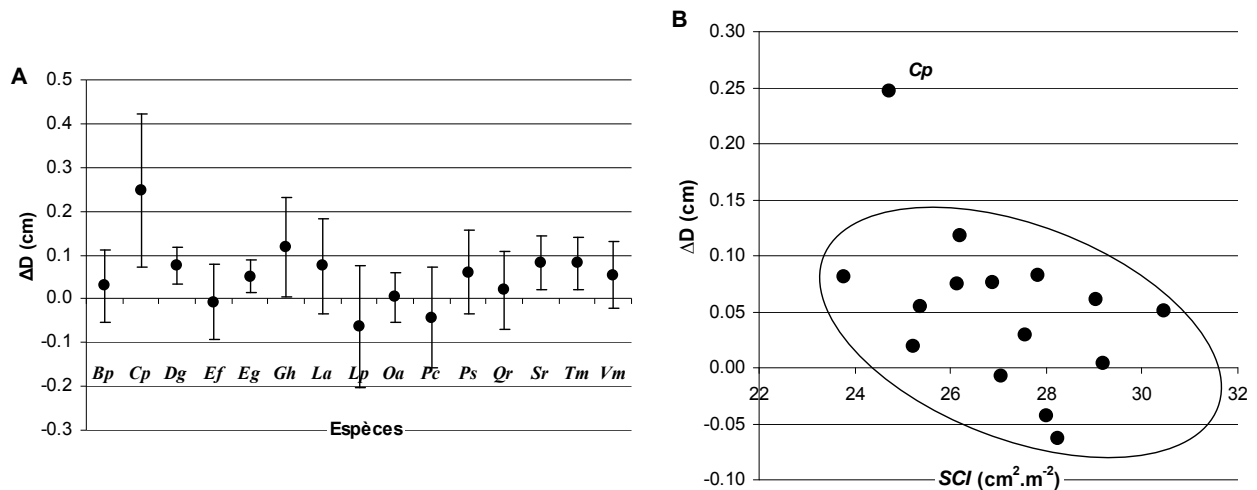 A
0.5
0.4
0.3
0.2
0.1
0.0
-0.1
-0.2
-0.3
ΔD (cm)
Bp Cp Dg Ef Eg Gh La Lp Oa Pc Ps Qr Sr Tm Vm
Espèces
B
0.30
0.25
0.20
0.15
0.10
0.05
0.00
-0.05
-0.10
ΔD (cm)
Cp
22 24 26 28 30 32
SCI (cm².m⁻²)